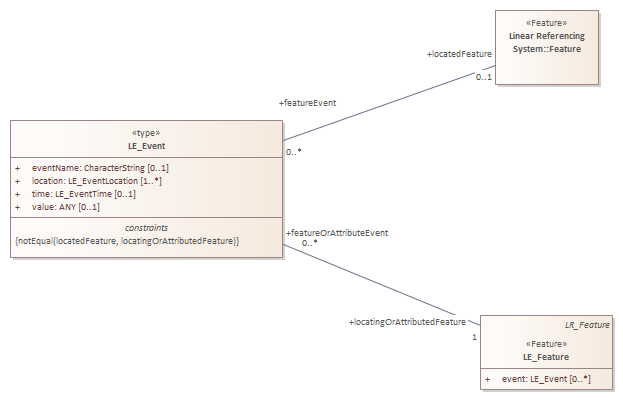 «Feature»
Linear Referencing
System::Feature
+locatedFeature
0..1
+featureEvent
0..*
«type»
LE_Event
+ eventName: CharacterString [0..1]
+ location: LE_EventLocation [1..*]
+ time: LE_EventTime [0..1]
+ value: ANY [0..1]
constraints
{notEqual(locatedFeature, locatingOrAttributedFeature)}
+featureOrAttributeEvent
0..*
+locatingOrAttributedFeature
1
LR_Feature
«Feature»
LE_Feature
+ event: LE_Event [0..*]